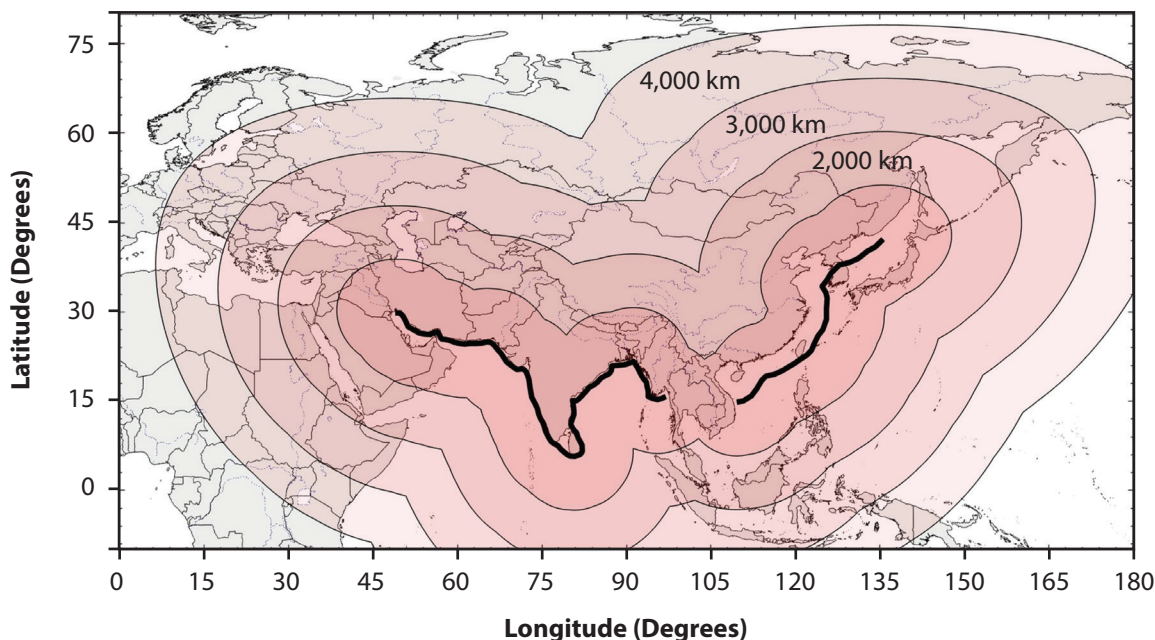 75
60
45
30
15
0
Latitude (Degrees)
4,000 km
3,000 km
2,000 km
0 15 30 45 60 75 90 105 120 135 165 150 180
Longitude (Degrees)